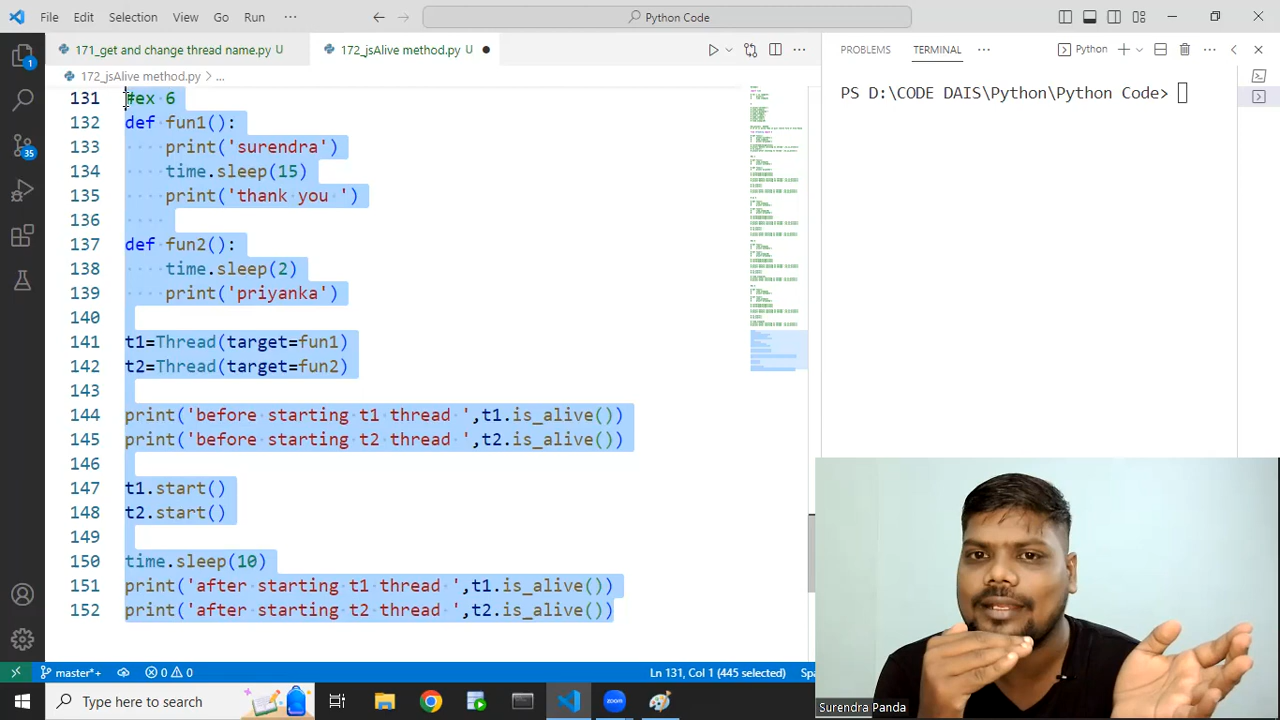 File Edit Selection Python Code
171_get and change thread name.py U
172_jsAlive method.py U
PROBLEMS TERMINAL Python
172_jsAlive method.py > ...
PS D:\CODE DAIS\Python\Python Code>
1
35
131 #ex 6
132 def fun1():
133 print('surendra')
134 time.sleep(15)
135 print('thank you ')
136
137 def fun2():
138 time.sleep(2)
139 print('priyanka')
140
141 t1=Thread(target=fun1)
142 t2=Thread(target=fun2)
143
144 print('before starting t1 thread ',t1.is_alive())
145 print('before starting t2 thread ',t2.is_alive())
146
147 t1.start()
148 t2.start()
149
150 time.sleep(10)
151 print('after starting t1 thread ',t1.is_alive())
152 print('after starting t2 thread ',t2.is_alive())
master*+ 0 0 Ln 131, Col 1 (445 selected)
Surendra Panda
Type here to search